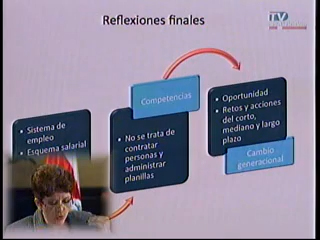 Reflexiones finales
TV
Competencias
• Sistema de
empleo
• Esquema salarial
• No se trata de
contratar
personas y
administrar
planillas
• Oportunidad
• Retos y acciones
del corto,
mediano y largo
plazo
Cambio
generacional